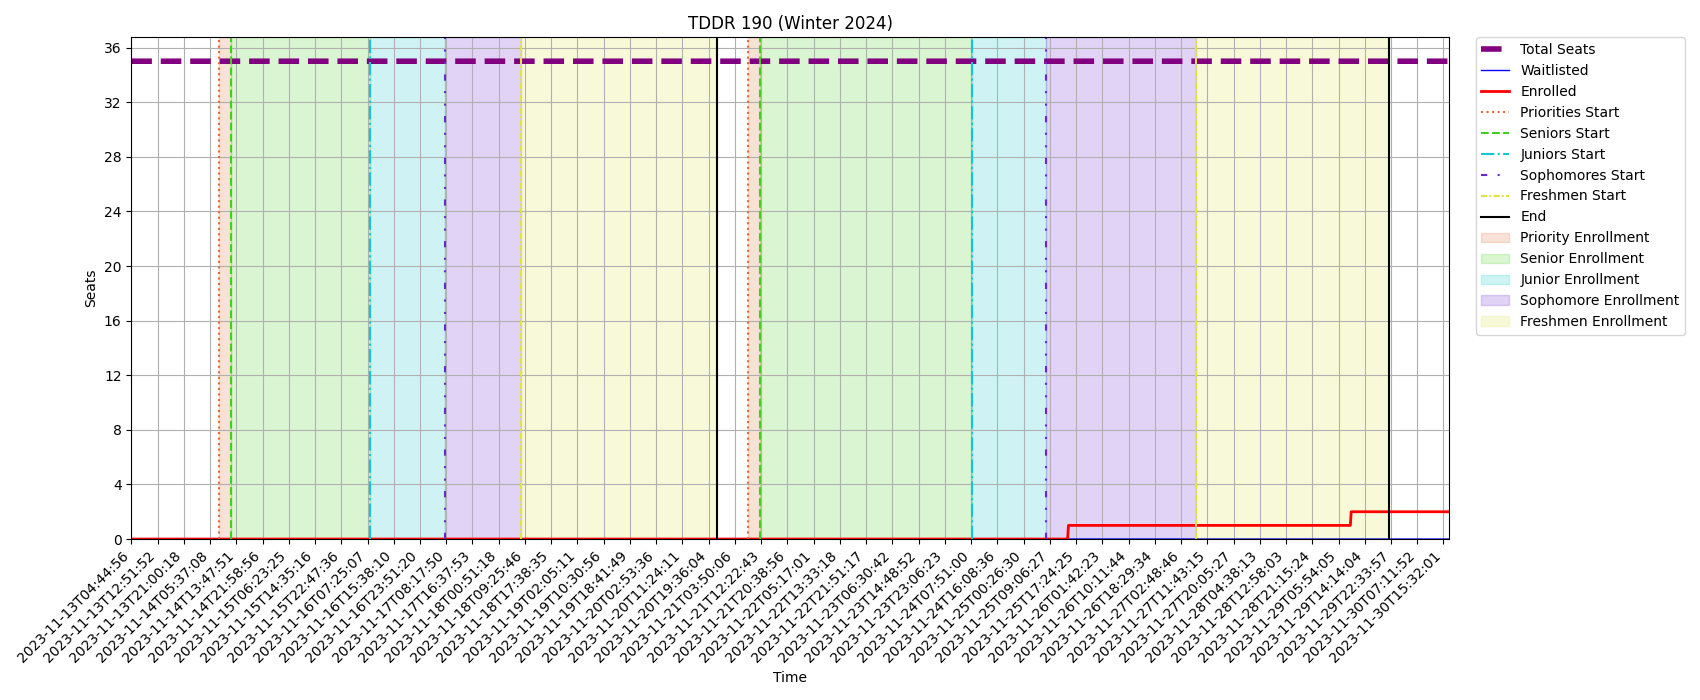 TDDR 190 (Winter 2024)
Seats
36
32
28
24
20
16
12
8
4
0
2023-11-13T04:44:56
2023-11-13T12:51:52
2023-11-13T21:00:18
2023-11-14T05:37:08
2023-11-14T13:47:51
2023-11-14T21:58:56
2023-11-15T06:23:25
2023-11-15T14:35:16
2023-11-15T22:47:36
2023-11-16T07:25:07
2023-11-16T15:38:10
2023-11-16T23:51:20
2023-11-17T08:17:50
2023-11-17T16:37:53
2023-11-18T00:51:18
2023-11-18T09:25:46
2023-11-18T17:38:35
2023-11-19T02:05:11
2023-11-19T10:30:56
2023-11-19T18:41:49
2023-11-20T02:53:36
2023-11-20T11:24:11
2023-11-20T19:36:04
2023-11-21T03:50:06
2023-11-21T12:22:43
2023-11-21T20:38:56
2023-11-22T05:17:01
2023-11-22T13:33:18
2023-11-22T21:51:17
2023-11-23T06:30:42
2023-11-23T14:48:52
2023-11-23T23:06:23
2023-11-24T07:51:00
2023-11-24T16:08:36
2023-11-25T00:26:30
2023-11-25T09:06:27
2023-11-25T17:24:25
2023-11-26T01:42:23
2023-11-26T10:11:44
2023-11-26T18:29:34
2023-11-27T02:48:46
2023-11-27T11:43:15
2023-11-27T20:05:27
2023-11-28T04:38:13
2023-11-28T12:58:03
2023-11-28T21:15:24
2023-11-29T05:54:05
2023-11-29T14:14:04
2023-11-29T22:33:57
2023-11-30T07:11:52
2023-11-30T15:32:01
Time
Total Seats
Waitlisted
Enrolled
Priorities Start
Seniors Start
Juniors Start
Sophomores Start
Freshmen Start
End
Priority Enrollment
Senior Enrollment
Junior Enrollment
Sophomore Enrollment
Freshmen Enrollment